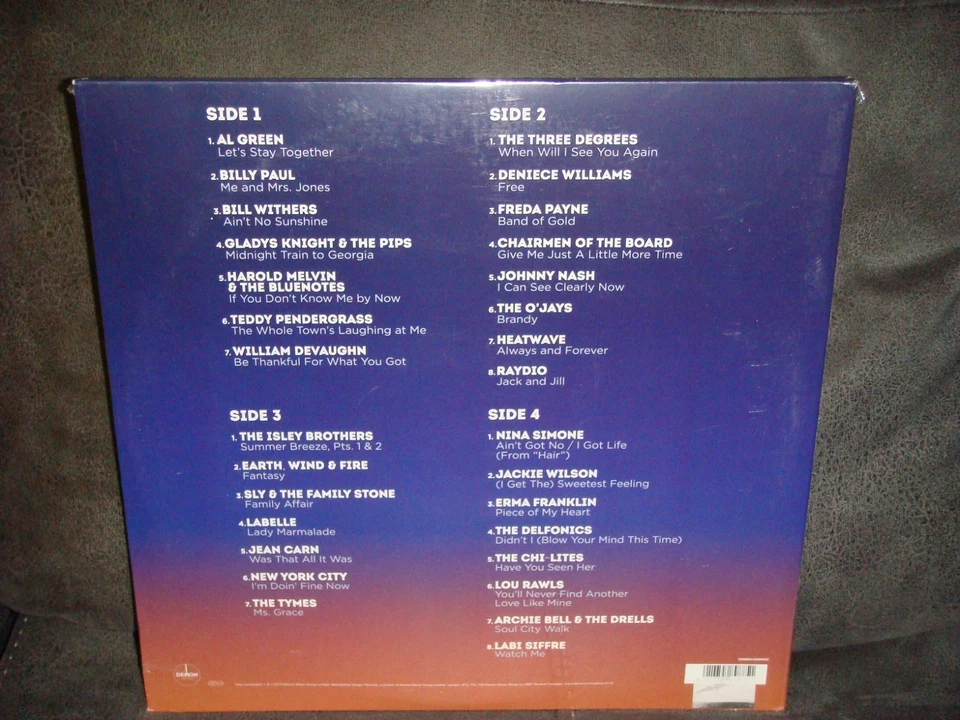 SIDE 1
1. AL GREEN
Let's Stay Together
2. BILLY PAUL
Me and Mrs. Jones
3. BILL WITHERS
Ain't No Sunshine
4. GLADYS KNIGHT & THE PIPS
Midnight Train to Georgia
5. HAROLD MELVIN
& THE BLUENOTES
If You Don't Know Me by Now
6. TEDDY PENDERGRASS
The Whole Town's Laughing at Me
7. WILLIAM DEVAUGHN
Be Thankful For What You Got
SIDE 2
1. THE THREE DEGREES
When Will I See You Again
2. DENIECE WILLIAMS
Free
3. FREDA PAYNE
Band of Gold
4. CHAIRMEN OF THE BOARD
Give Me Just A Little More Time
5. JOHNNY NASH
I Can See Clearly Now
6. THE O'JAYS
Brandy
7. HEATWAVE
Always and Forever
8. RAYDIO
Jack and Jill
SIDE 3
1. THE ISLEY BROTHERS
Summer Breeze, Pts. 1 & 2
2. EARTH, WIND & FIRE
Fantasy
3. SLY & THE FAMILY STONE
Family Affair
4. LABELLE
Lady Marmalade
5. JEAN CARN
Was That All It Was
6. NEW YORK CITY
I'm Doin' Fine Now
7. THE TYMES
Ms. Grace
SIDE 4
1. NINA SIMONE
Ain't Got No / I Got Life
(From "Hair")
2. JACKIE WILSON
(I Get The) Sweetest Feeling
3. ERMA FRANKLIN
Piece of My Heart
4. THE DELFONICS
Didn't I (Blow Your Mind This Time)
5. THE CHI-LITES
Have You Seen Her
6. LOU RAWLS
You'll Never Find Another
Love Like Mine
7. ARCHIE BELL & THE DRELLS
Soul City Walk
8. LABI SIFFRE
Watch Me
DEMON